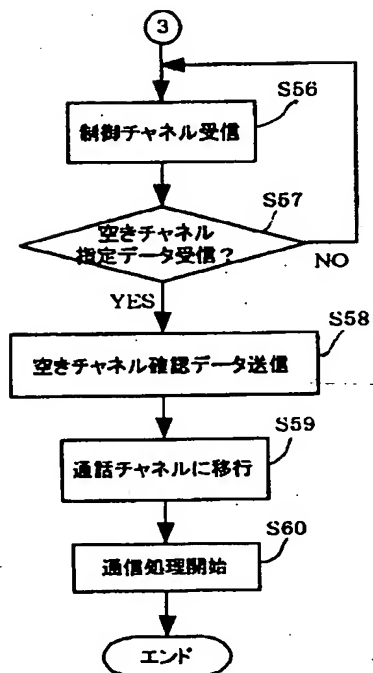 3
S56
制御チャネル受信
S57
空きチャネル
指定データ受信？
NO
YES
S58
空きチャネル確認データ送信
S59
通話チャネルに移行
S60
通信処理開始
エンド